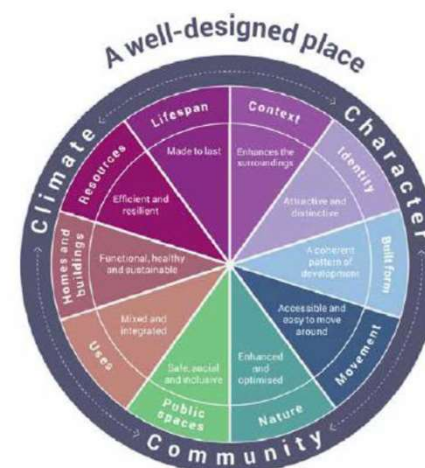 A well-designed place
Climate
Character
Community
Context
Enhances the
surroundings
Identity
Attractive and
distinctive
Built form
A coherent
pattern of
development
Movement
Accessible and
easy to move
around
Nature
Enhanced
and
optimised
Public
spaces
Safe, social
and inclusive
Uses
Mixed and
integrated
Homes and
buildings
Functional, healthy
and sustainable
Resources
Efficient and
resilient
Lifespan
Made to last